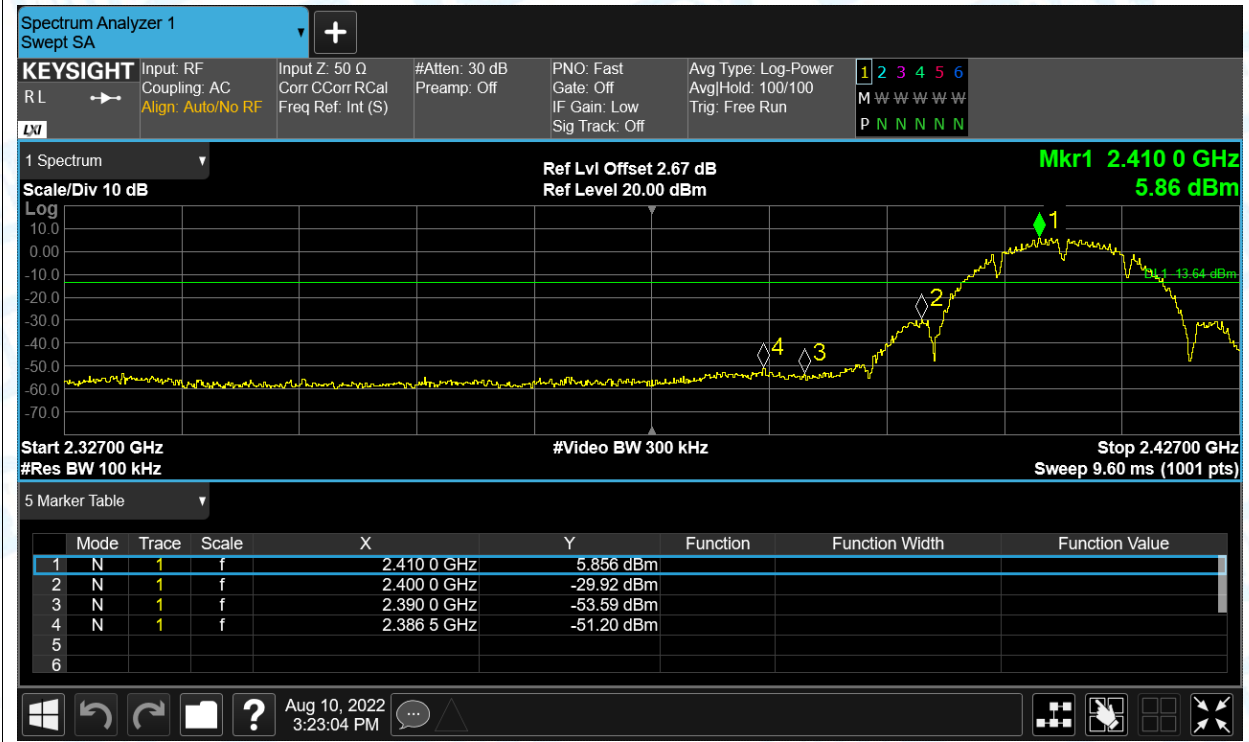 Spectrum Analyzer 1
Swept SA
KEYSIGHT
R L
LXI
Input: RF
Coupling: AC
Align: Auto/No RF
Input Z: 50 Ω
Corr CCorr RCal
Freq Ref: Int (S)
#Atten: 30 dB
Preamp: Off
PNO: Fast
Gate: Off
IF Gain: Low
Sig Track: Off
Avg Type: Log-Power
Avg|Hold: 100/100
Trig: Free Run
1 2 3 4 5 6
M W W W W W W
P N N N N N N
1 Spectrum
Scale/Div 10 dB
Ref Lvl Offset 2.67 dB
Ref Level 20.00 dBm
Mkr1 2.410 0 GHz
5.86 dBm
Log
10.0
0.00
-10.0
-20.0
-30.0
-40.0
-50.0
-60.0
-70.0
1
2
3
4
DL1 -13.64 dBm
Start 2.32700 GHz
#Video BW 300 kHz
Stop 2.42700 GHz
#Res BW 100 kHz
Sweep 9.60 ms (1001 pts)
5 Marker Table
Mode Trace Scale X Y Function Function Width Function Value
1 N 1 f 2.410 0 GHz 5.856 dBm
2 N 1 f 2.400 0 GHz -29.92 dBm
3 N 1 f 2.390 0 GHz -53.59 dBm
4 N 1 f 2.386 5 GHz -51.20 dBm
5
6
?
Aug 10, 2022
3:23:04 PM